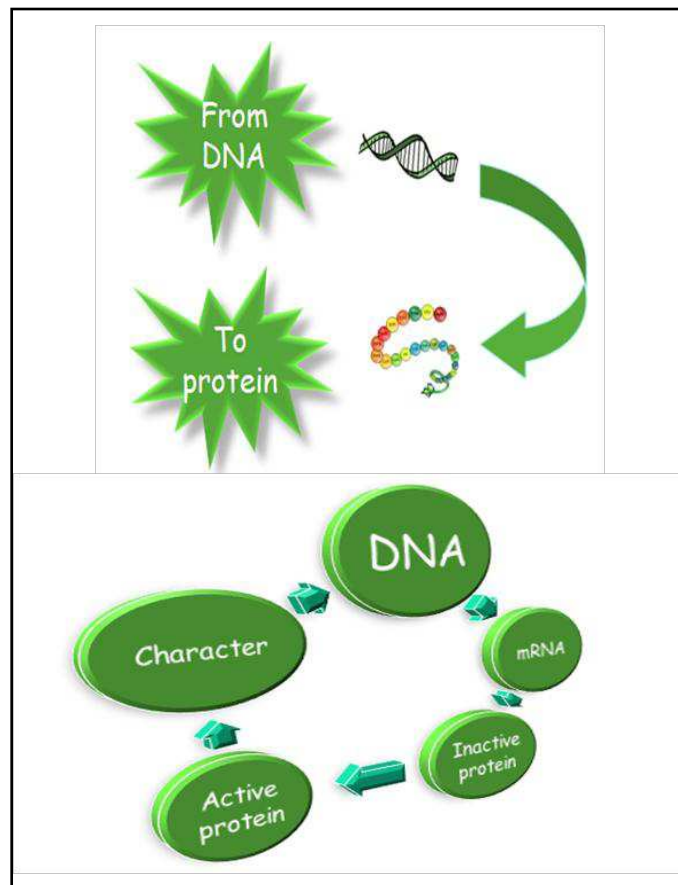 From
DNA
To
protein
DNA
mRNA
Inactive
protein
Active
protein
Character